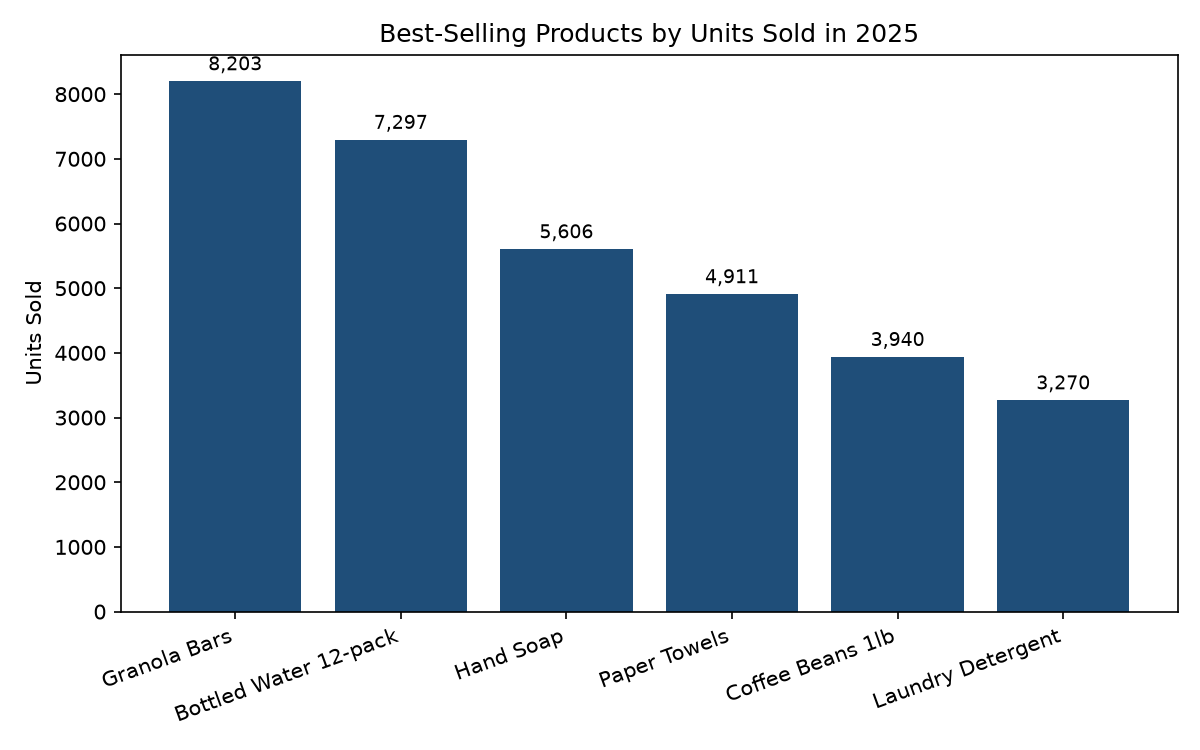 Best-Selling Products by Units Sold in 2025
Units Sold
8000
7000
6000
5000
4000
3000
2000
1000
0
8,203
7,297
5,606
4,911
3,940
3,270
Granola Bars
Bottled Water 12-pack
Hand Soap
Paper Towels
Coffee Beans 1lb
Laundry Detergent